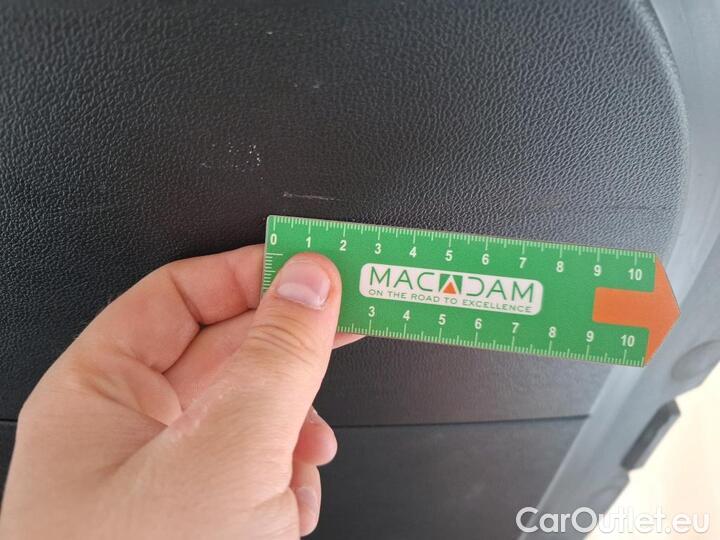 0 1 2 3 4 5 6 7 8 9 10
MACADAM
ON THE ROAD TO EXCELLENCE
3 4 5 6 7 8 9 10
CarOutlet.eu